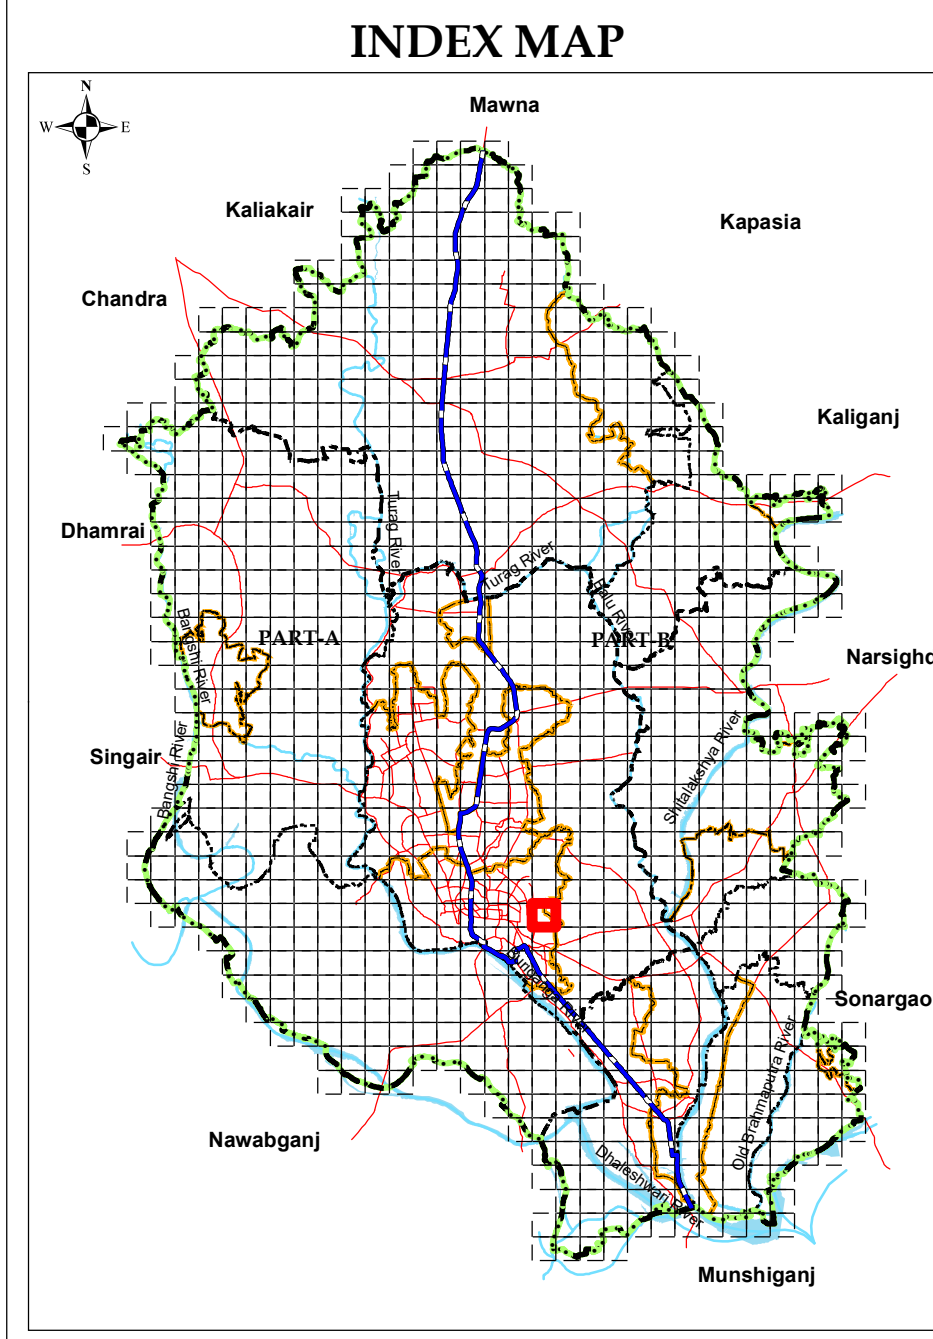 INDEX MAP
N
W
E
S
Mawna
Kaliakair
Kapasia
Chandra
Kaliganj
Dhamrai
Turag River
Turag River
Balu River
Bangshi River
PART-A
PART-B
Narsighd
Shitalakshya River
Singair
Bangshi River
Buriganga River
Sonargao
Old Brahmaputra River
Nawabganj
Dhaleshwari River
Munshiganj